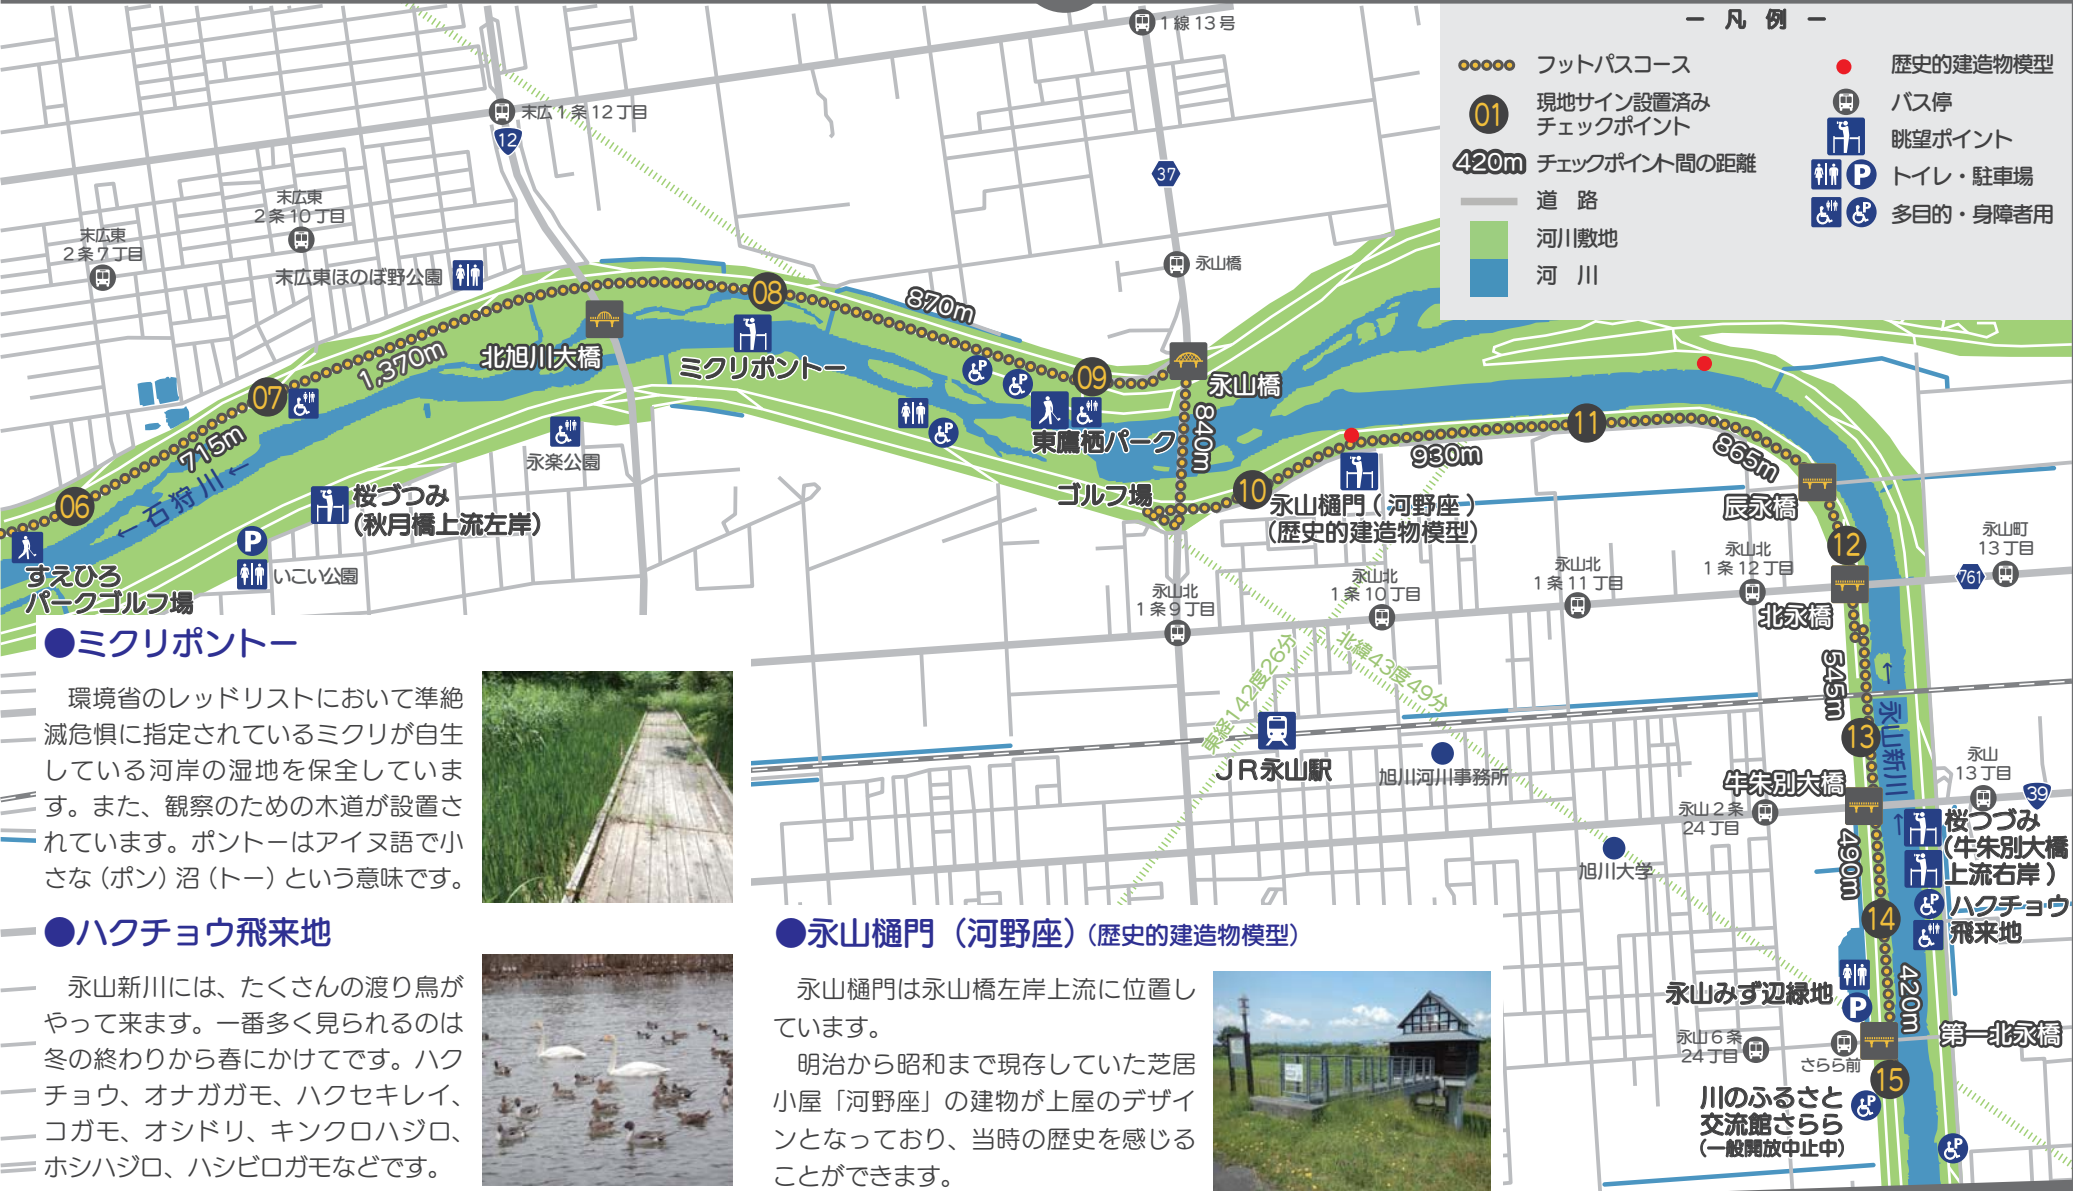 − 凡 例 −
フットパスコース
01
現地サイン設置済み
チェックポイント
420m
チェックポイント間の距離
道 路
河川敷地
河 川
歴史的建造物模型
バス停
眺望ポイント
P
トイレ・駐車場
P
多目的・身障者用
1線13号
末広1条12丁目
12
37
末広東
2条10丁目
末広東
2条7丁目
末広東ほのぼ野公園
永山橋
08
870m
北旭川大橋
ミクリポントー
1,370m
07
715m
P
P
09
永山橋
東鷹栖パーク
ゴルフ場
840m
P
永楽公園
06
←石狩川←
桜づつみ
(秋月橋上流左岸)
P
いこい公園
すえひろ
パークゴルフ場
10
永山樋門(河野座)
(歴史的建造物模型)
930m
11
865m
辰永橋
12
永山町
13丁目
761
北永橋
永山北
1条9丁目
永山北
1条10丁目
永山北
1条11丁目
永山北
1条12丁目
東経142度26分
北緯43度49分
JR永山駅
旭川河川事務所
旭川大学
545m
←永山新川←
13
牛朱別大橋
永山2条
24丁目
永山
13丁目
39
桜づつみ
(牛朱別大橋
上流右岸)
490m
14
P
ハクチョウ
飛来地
永山みず辺緑地
P
420m
第一北永橋
永山6条
24丁目
さらら前
15
川のふるさと
交流館さらら
(一般開放中止中)
P
P
●ミクリポントー
環境省のレッドリストにおいて準絶
滅危惧に指定されているミクリが自生
している河岸の湿地を保全していま
す。また、観察のための木道が設置さ
れています。ポントーはアイヌ語で小
さな(ポン)沼(トー)という意味です。
●ハクチョウ飛来地
永山新川には、たくさんの渡り鳥が
やって来ます。一番多く見られるのは
冬の終わりから春にかけてです。ハク
チョウ、オナガガモ、ハクセキレイ、
コガモ、オシドリ、キンクロハジロ、
ホシハジロ、ハシビロガモなどです。
●永山樋門(河野座)(歴史的建造物模型)
永山樋門は永山橋左岸上流に位置し
ています。
明治から昭和まで現存していた芝居
小屋「河野座」の建物が上屋のデザイ
ンとなっており、当時の歴史を感じる
ことができます。